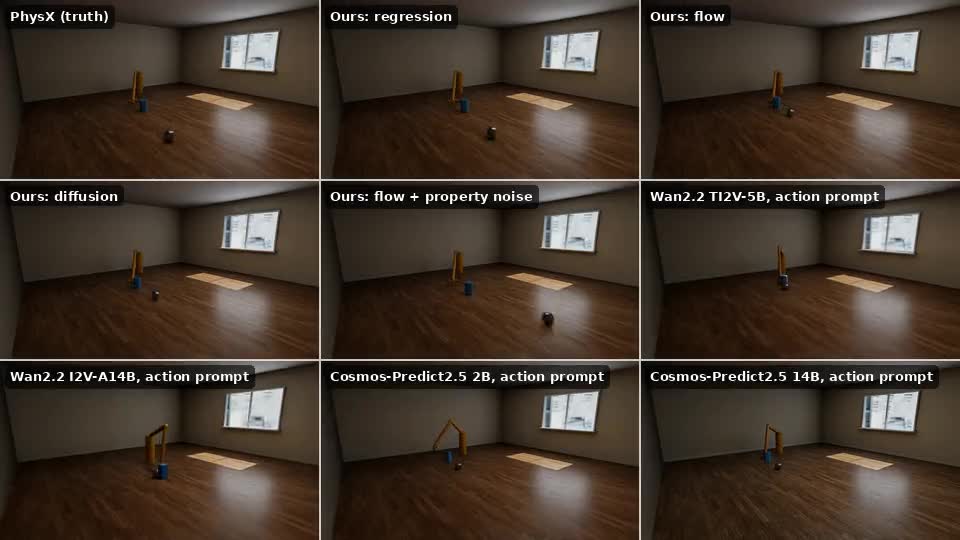 PhysX (truth)
Ours: regression
Ours: flow
Ours: diffusion
Ours: flow + property noise
Wan2.2 TI2V-5B, action prompt
Wan2.2 I2V-A14B, action prompt
Cosmos-Predict2.5 2B, action prompt
Cosmos-Predict2.5 14B, action prompt